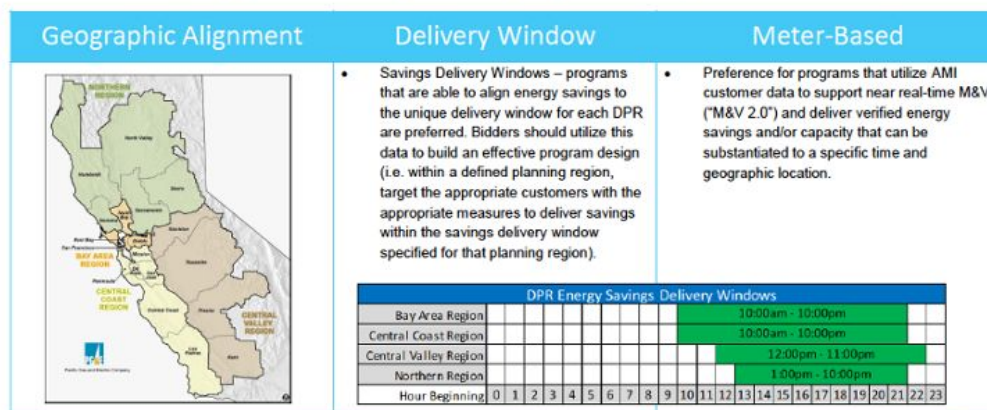 Geographic Alignment
Delivery Window
Meter-Based
NORTHERN
REGION
North Valley
Humboldt
Sierra
Sacramento
Stockton
East Bay
San Francisco
BAY AREA
REGION
Mission
Yosemite
Peninsula
CENTRAL
COAST
REGION
Central Coast
Fresno
CENTRAL
VALLEY
REGION
Los
Padres
Kern
Pacific Gas and Electric Company
• Savings Delivery Windows – programs
that are able to align energy savings to
the unique delivery window for each DPR
are preferred. Bidders should utilize this
data to build an effective program design
(i.e. within a defined planning region,
target the appropriate customers with the
appropriate measures to deliver savings
within the savings delivery window
specified for that planning region).
• Preference for programs that utilize AMI
customer data to support near real-time M&V
("M&V 2.0") and deliver verified energy
savings and/or capacity that can be
substantiated to a specific time and
geographic location.
DPR Energy Savings Delivery Windows
Bay Area Region 10:00am - 10:00pm
Central Coast Region 10:00am - 10:00pm
Central Valley Region 12:00pm - 11:00pm
Northern Region 1:00pm - 10:00pm
Hour Beginning 0 1 2 3 4 5 6 7 8 9 10 11 12 13 14 15 16 17 18 19 20 21 22 23